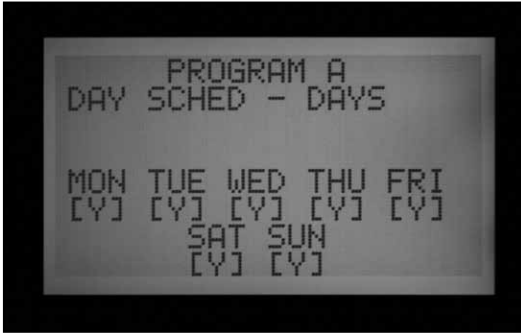 PROGRAM A
DAY SCHED - DAYS
MON TUE WED THU FRI
[Y] [Y] [Y] [Y] [Y]
SAT SUN
[Y] [Y]